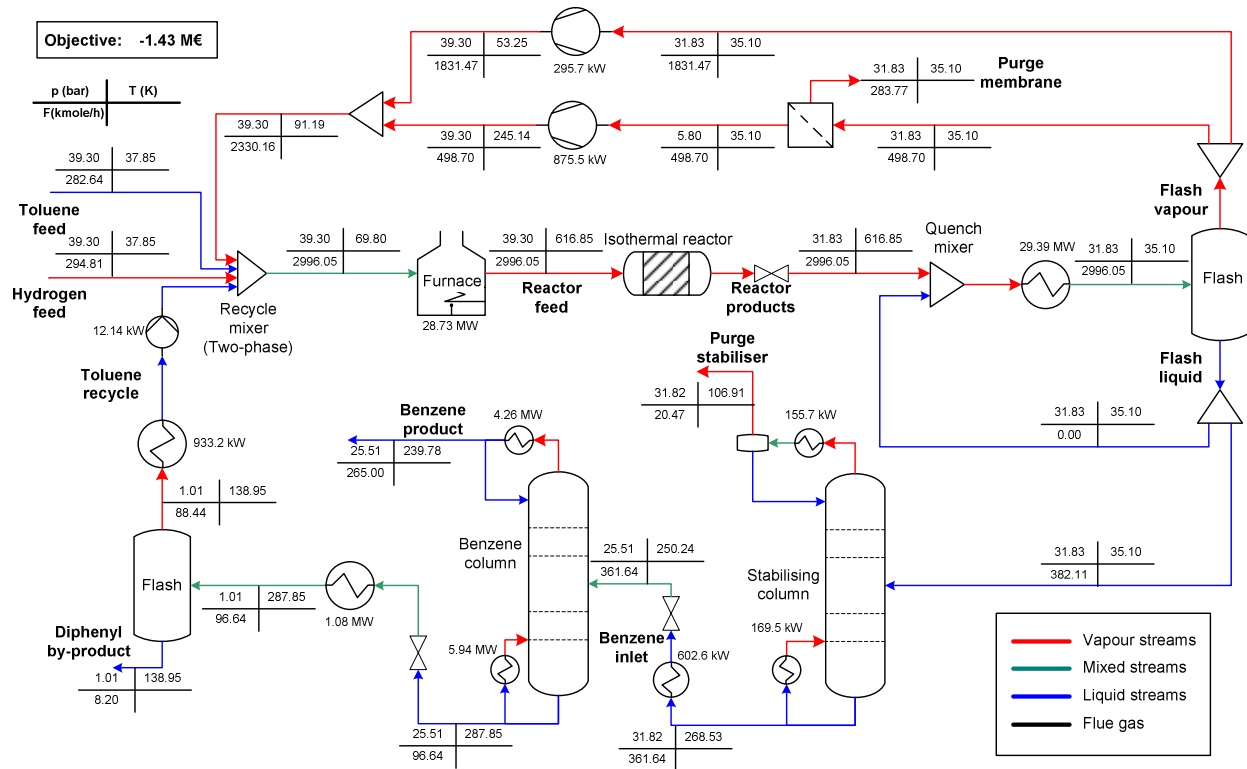 Objective: -1.43 M€
p (bar) T (K)
F(kmole/h)
39.30 53.25
1831.47
295.7 kW
31.83 35.10
1831.47
31.83 35.10
283.77
Purge
membrane
39.30 91.19
2330.16
39.30 245.14
498.70
875.5 kW
5.80 35.10
498.70
31.83 35.10
498.70
39.30 37.85
282.64
Toluene
feed
39.30 37.85
294.81
Hydrogen
feed
Recycle
mixer
(Two-phase)
39.30 69.80
2996.05
Furnace
28.73 MW
39.30 616.85
2996.05
Reactor
feed
Isothermal reactor
Reactor
products
31.83 616.85
2996.05
Quench
mixer
29.39 MW
31.83 35.10
2996.05
Flash
vapour
Flash
Flash
liquid
31.83 35.10
0.00
31.83 35.10
382.11
12.14 kW
Toluene
recycle
933.2 kW
1.01 138.95
88.44
Flash
1.01 287.85
96.64
1.08 MW
Diphenyl
by-product
1.01 138.95
8.20
Benzene
product
25.51 239.78
265.00
4.26 MW
Benzene
column
5.94 MW
25.51 287.85
96.64
25.51 250.24
361.64
Benzene
inlet
602.6 kW
31.82 268.53
361.64
Purge
stabiliser
31.82 106.91
20.47
155.7 kW
Stabilising
column
169.5 kW
Vapour streams
Mixed streams
Liquid streams
Flue gas